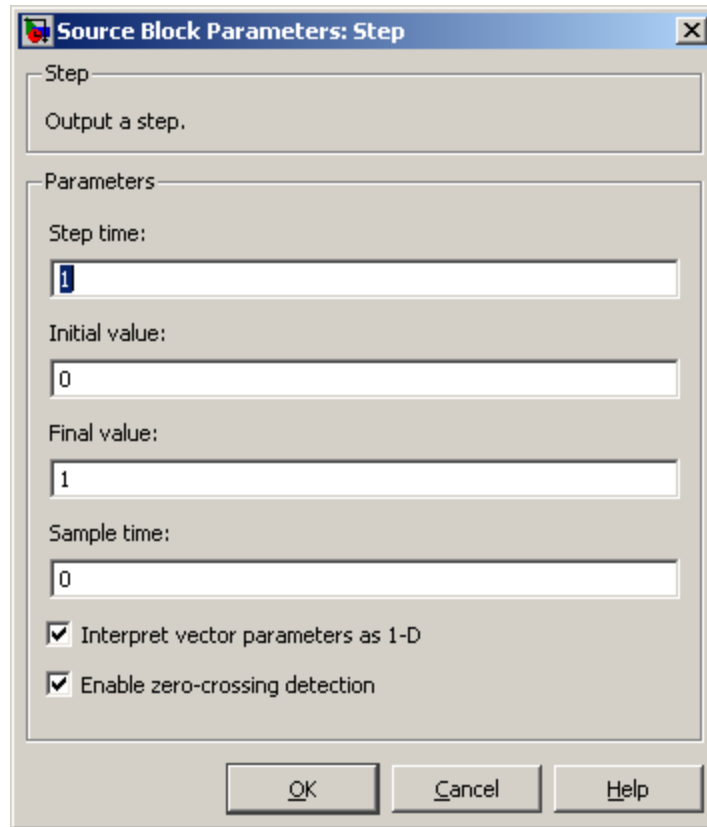 Source Block Parameters: Step
Step
Output a step.
Parameters
Step time:
1
Initial value:
0
Final value:
1
Sample time:
0
Interpret vector parameters as 1-D
Enable zero-crossing detection
OK Cancel Help